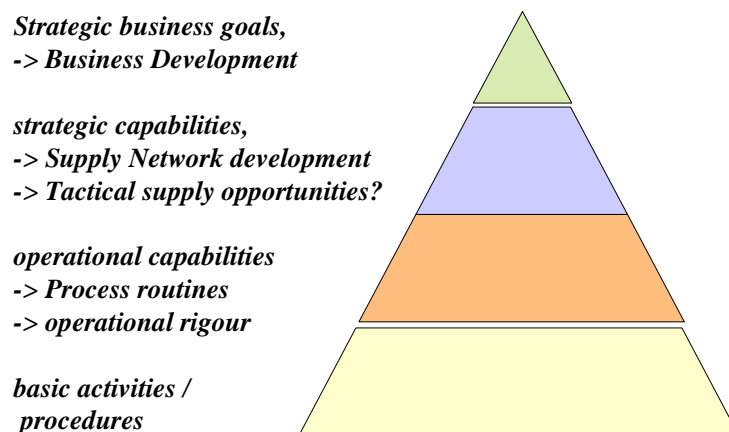 Strategic business goals,
-> Business Development
strategic capabilities,
-> Supply Network development
-> Tactical supply opportunities?
operational capabilities
-> Process routines
-> operational rigour
basic activities /
procedures